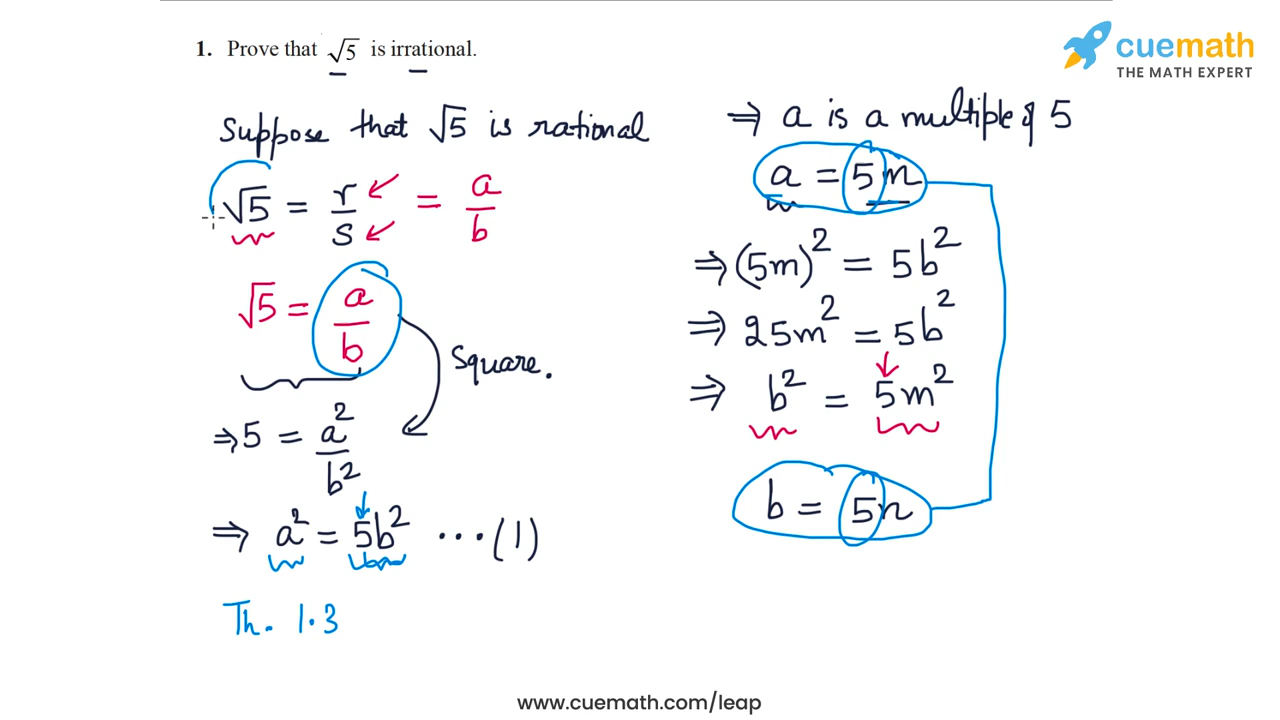 1. Prove that √5 is irrational.
cuemath
THE MATH EXPERT
Suppose that √5 is rational
√5 = r/s = a/b
√5 = a/b
Square.
⇒ 5 = a²/b²
⇒ a² = 5b² ...(1)
Th. 1.3
⇒ a is a multiple of 5
a = 5m
⇒ (5m)² = 5b²
⇒ 25m² = 5b²
⇒ b² = 5m²
b = 5n
www.cuemath.com/leap